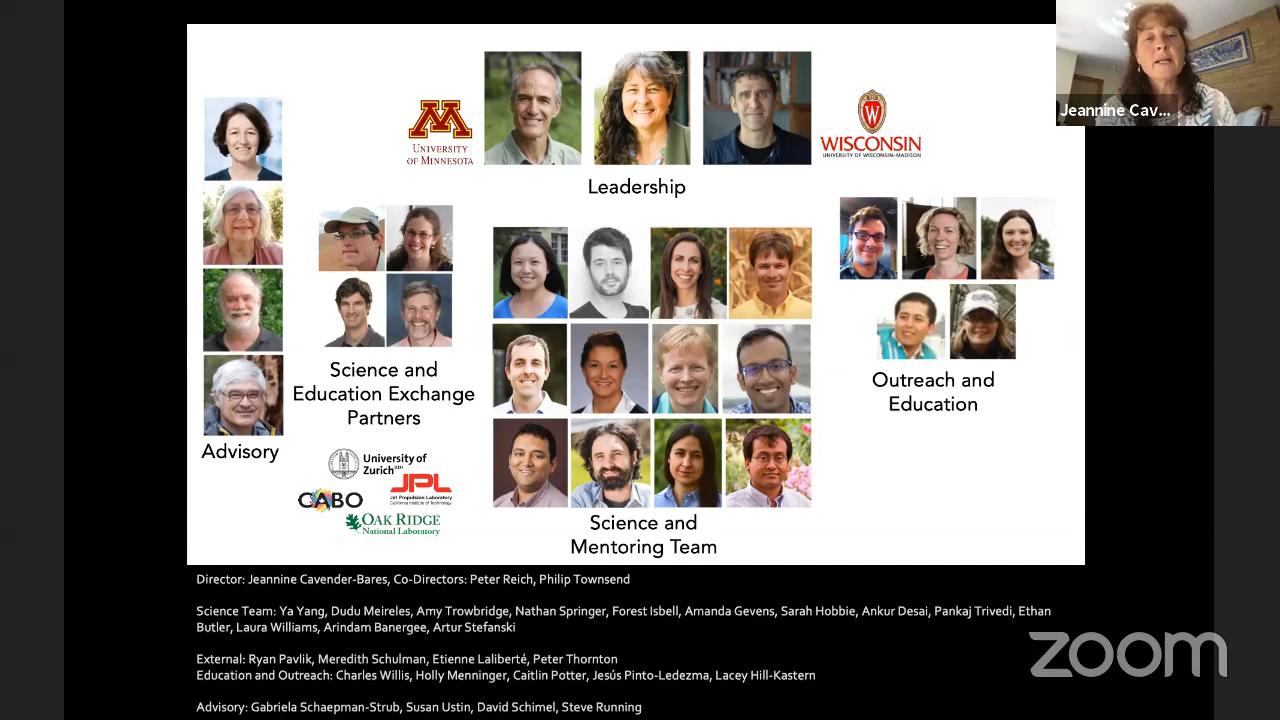 Jeannine Cav...
UNIVERSITY
OF MINNESOTA
W
WISCONSIN
UNIVERSITY OF WISCONSIN–MADISON
Leadership
Science and
Education Exchange
Partners
Outreach and
Education
Advisory
University of
Zurich UZH
CABO
JPL
Jet Propulsion Laboratory
California Institute of Technology
OAK RIDGE
National Laboratory
Science and
Mentoring Team
Director: Jeannine Cavender-Bares, Co-Directors: Peter Reich, Philip Townsend
Science Team: Ya Yang, Dudu Meireles, Amy Trowbridge, Nathan Springer, Forest Isbell, Amanda Gevens, Sarah Hobbie, Ankur Desai, Pankaj Trivedi, Ethan
Butler, Laura Williams, Arindam Banergee, Artur Stefanski
External: Ryan Pavlik, Meredith Schulman, Etienne Laliberté, Peter Thornton
Education and Outreach: Charles Willis, Holly Menninger, Caitlin Potter, Jesús Pinto-Ledezma, Lacey Hill-Kastern
Advisory: Gabriela Schaepman-Strub, Susan Ustin, David Schimel, Steve Running
zoom